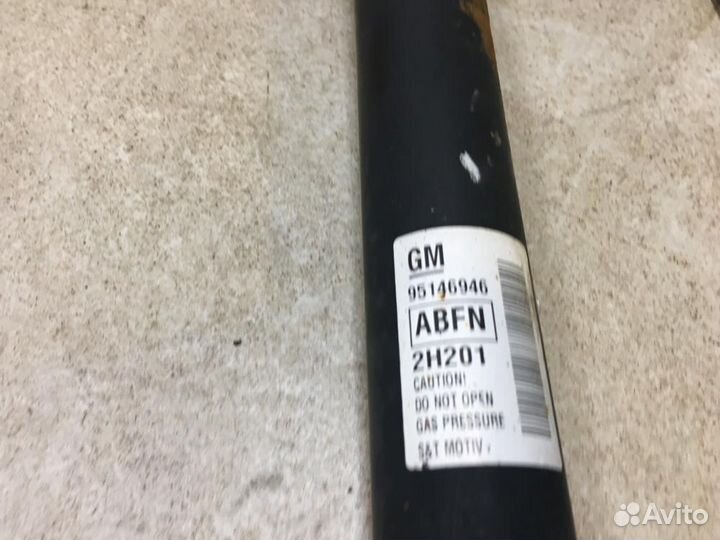 GM
95146946
ABFN
2H201
CAUTION!
DO NOT OPEN
GAS PRESSURE
S&T MOTIV
Avito